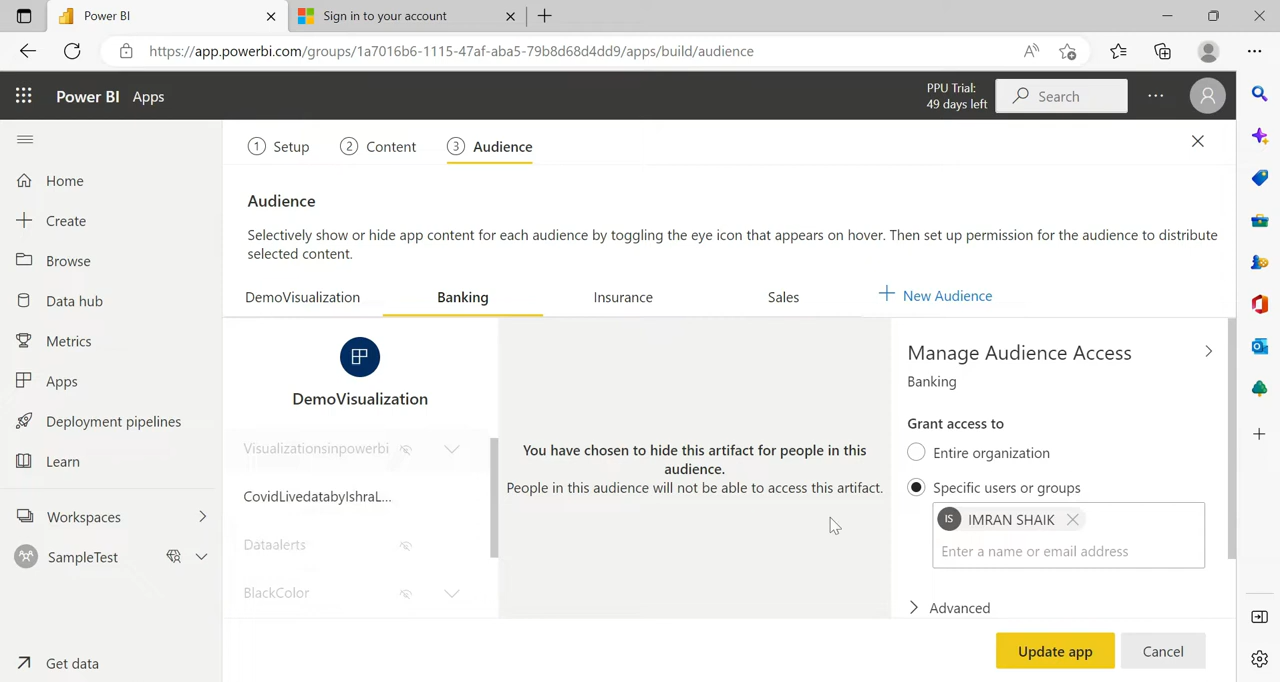 Power BI
Sign in to your account
https://app.powerbi.com/groups/1a7016b6-1115-47af-aba5-79b8d68d4dd9/apps/build/audience
Power BI Apps
PPU Trial:
49 days left
Search
Home
Create
Browse
Data hub
Metrics
Apps
Deployment pipelines
Learn
Workspaces
SampleTest
Get data
1 Setup
2 Content
3 Audience
Audience
Selectively show or hide app content for each audience by toggling the eye icon that appears on hover. Then set up permission for the audience to distribute
selected content.
DemoVisualization
Banking
Insurance
Sales
New Audience
DemoVisualization
Visualizationsinpowerbi
CovidLivedatabyIshraL...
Dataalerts
BlackColor
You have chosen to hide this artifact for people in this
audience.
People in this audience will not be able to access this artifact.
Manage Audience Access
Banking
Grant access to
Entire organization
Specific users or groups
IS IMRAN SHAIK
Enter a name or email address
Advanced
Update app
Cancel